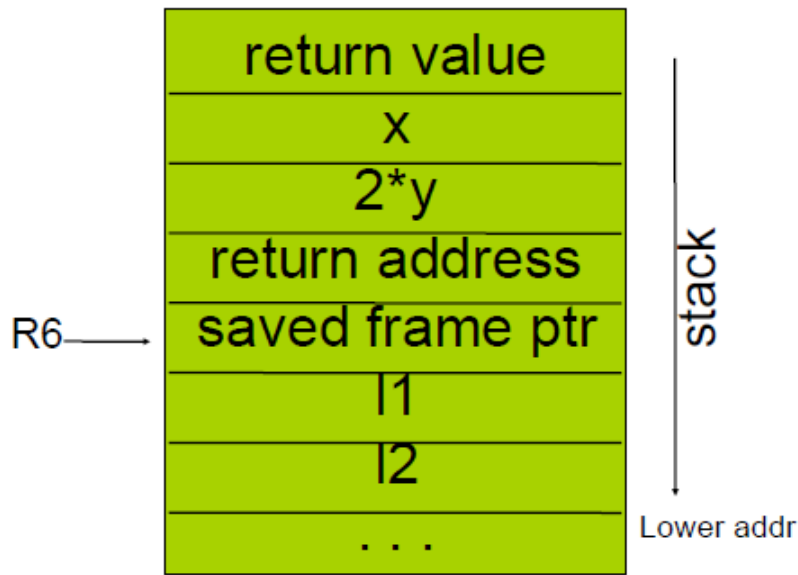 return value
x
2*y
return address
R6
saved frame ptr
l1
l2
. . .
stack
Lower addr